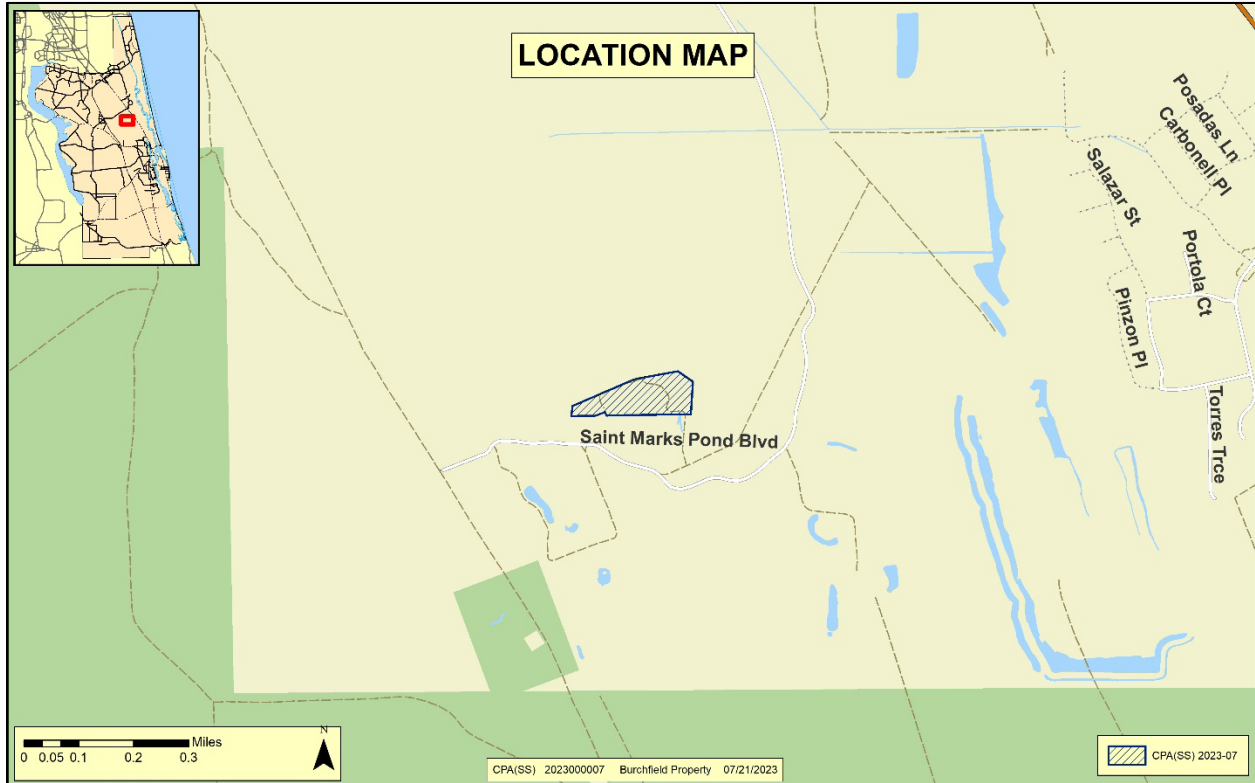 LOCATION MAP
Posadas Ln
Carbonell Pl
Salazar St
Portola Ct
Pinzon Pl
Torres Trce
Saint Marks Pond Blvd
Miles
0 0.05 0.1 0.2 0.3
N
CPA(SS) 2023000007 Burchfield Property 07/21/2023
CPA(SS) 2023-07